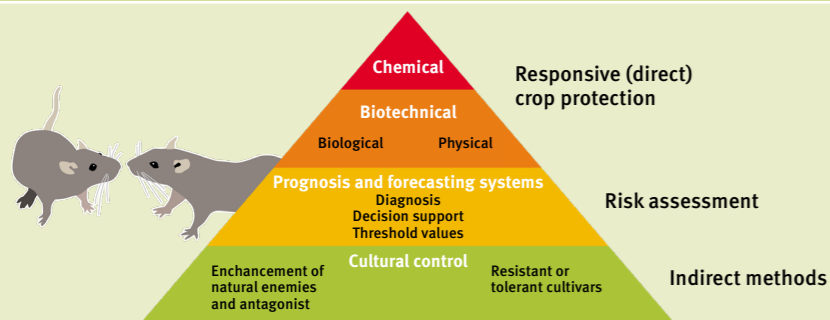 Chemical
Responsive (direct)
crop protection
Biotechnical
Biological Physical
Prognosis and forecasting systems
Diagnosis
Decision support
Threshold values
Risk assessment
Cultural control
Enchancement of
natural enemies
and antagonist
Resistant or
tolerant cultivars
Indirect methods